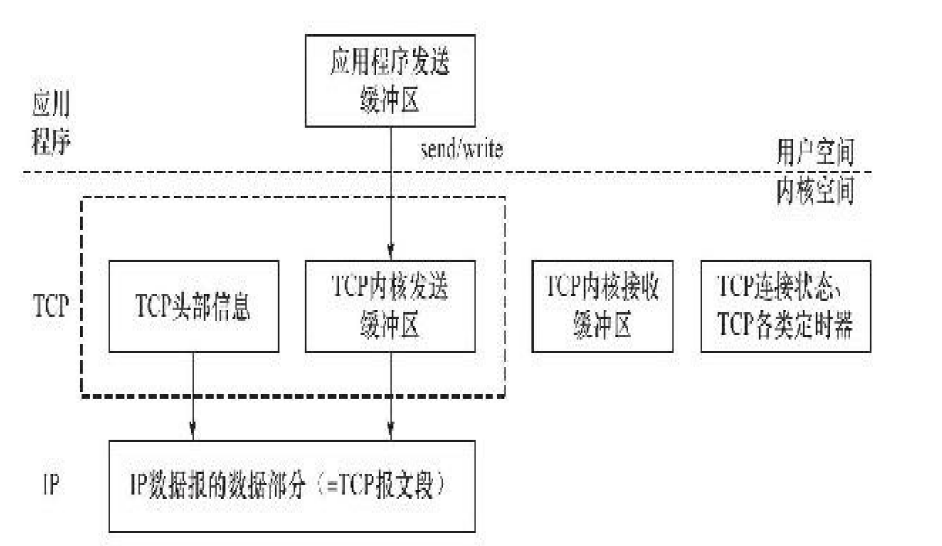 应用程序发送
缓冲区
应用
程序
send/write
用户空间
内核空间
TCP
TCP头部信息
TCP内核发送
缓冲区
TCP内核接收
缓冲区
TCP连接状态、
TCP各类定时器
IP
IP数据报的数据部分（=TCP报文段）